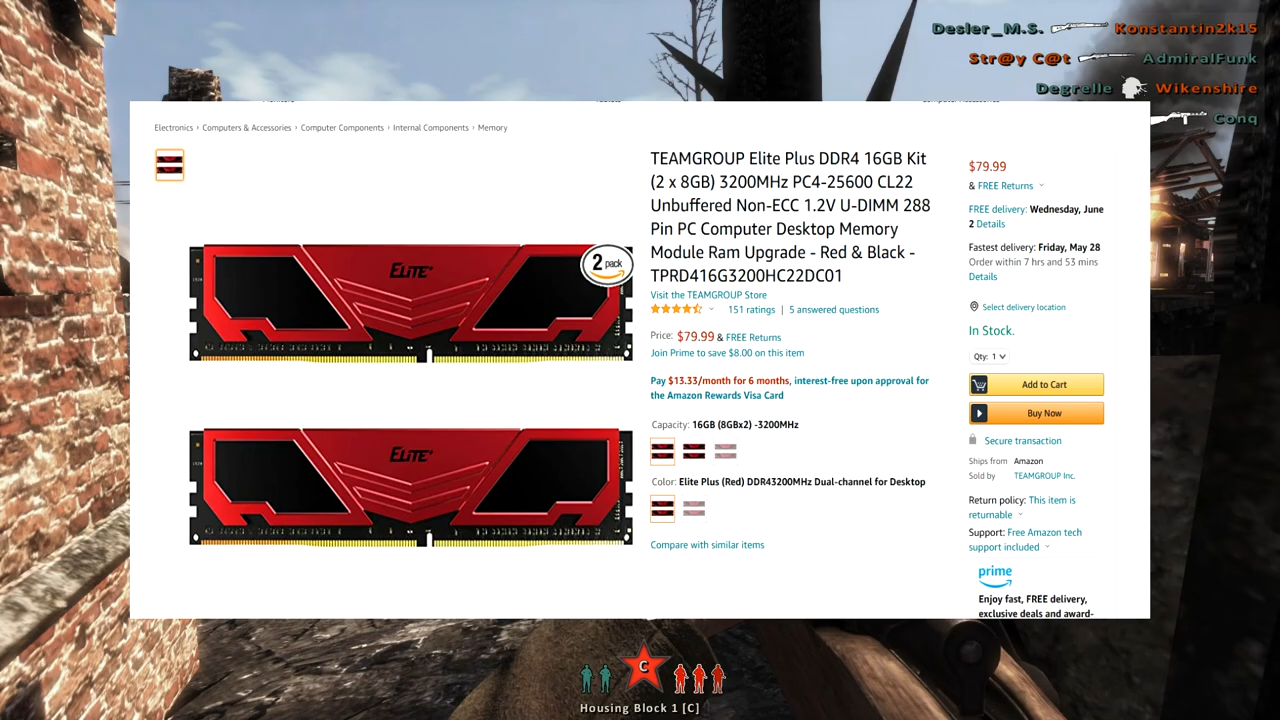 Desler_M.S. Konstantin2k15
Str@y C@t AdmiralFunk
Degrelle Wikenshire
Conq
Electronics › Computers & Accessories › Computer Components › Internal Components › Memory
TEAMGROUP Elite Plus DDR4 16GB Kit
(2 x 8GB) 3200MHz PC4-25600 CL22
Unbuffered Non-ECC 1.2V U-DIMM 288
Pin PC Computer Desktop Memory
Module Ram Upgrade - Red & Black -
TPRD416G3200HC22DC01
Visit the TEAMGROUP Store
151 ratings | 5 answered questions
Price: $79.99 & FREE Returns
Join Prime to save $8.00 on this item
Pay $13.33/month for 6 months, interest-free upon approval for
the Amazon Rewards Visa Card
Capacity: 16GB (8GBx2) -3200MHz
Color: Elite Plus (Red) DDR43200MHz Dual-channel for Desktop
Compare with similar items
ELITE+
2 pack
ELITE+
$79.99
& FREE Returns
FREE delivery: Wednesday, June
2 Details
Fastest delivery: Friday, May 28
Order within 7 hrs and 53 mins
Details
Select delivery location
In Stock.
Qty: 1
Add to Cart
Buy Now
Secure transaction
Ships from Amazon
Sold by TEAMGROUP Inc.
Return policy: This item is
returnable
Support: Free Amazon tech
support included
prime
Enjoy fast, FREE delivery,
exclusive deals and award-
C
Housing Block 1 [C]